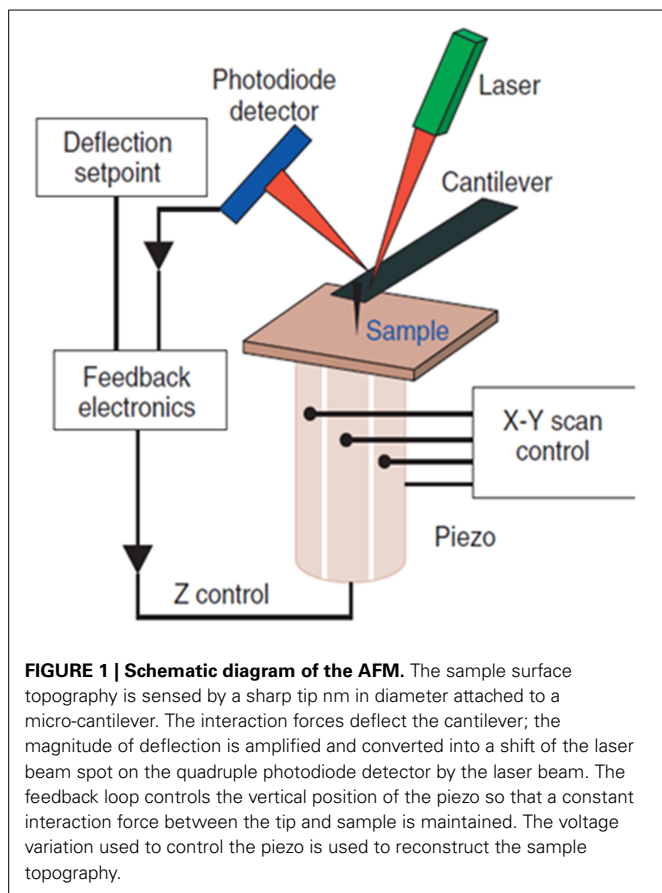 Photodiode
detector
Laser
Deflection
setpoint
Cantilever
Sample
Feedback
electronics
X-Y scan
control
Piezo
Z control
FIGURE 1 | Schematic diagram of the AFM. The sample surface
topography is sensed by a sharp tip nm in diameter attached to a
micro-cantilever. The interaction forces deflect the cantilever; the
magnitude of deflection is amplified and converted into a shift of the laser
beam spot on the quadruple photodiode detector by the laser beam. The
feedback loop controls the vertical position of the piezo so that a constant
interaction force between the tip and sample is maintained. The voltage
variation used to control the piezo is used to reconstruct the sample
topography.